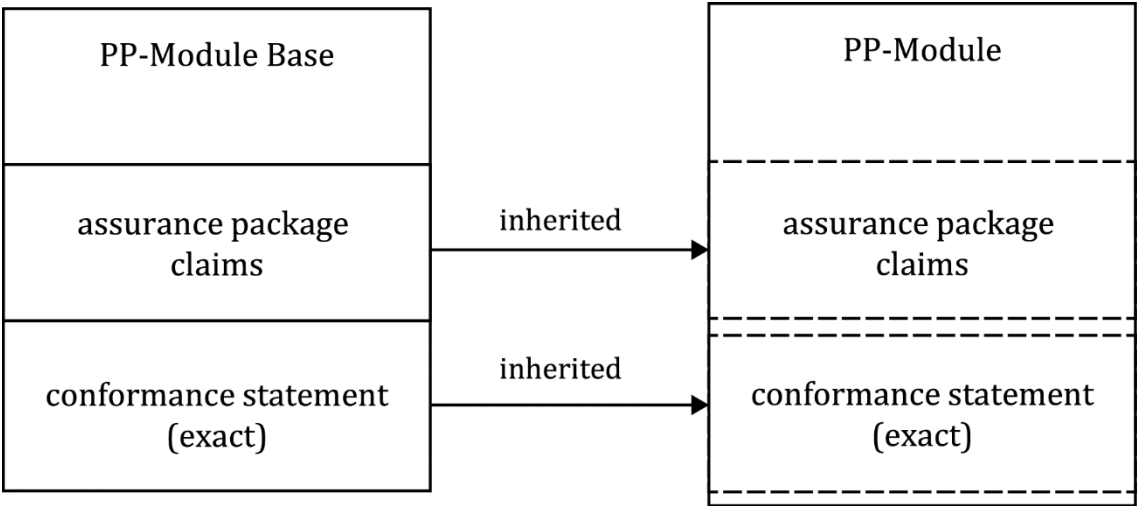 PP-Module Base
assurance package
claims
conformance statement
(exact)
inherited
inherited
PP-Module
assurance package
claims
conformance statement
(exact)